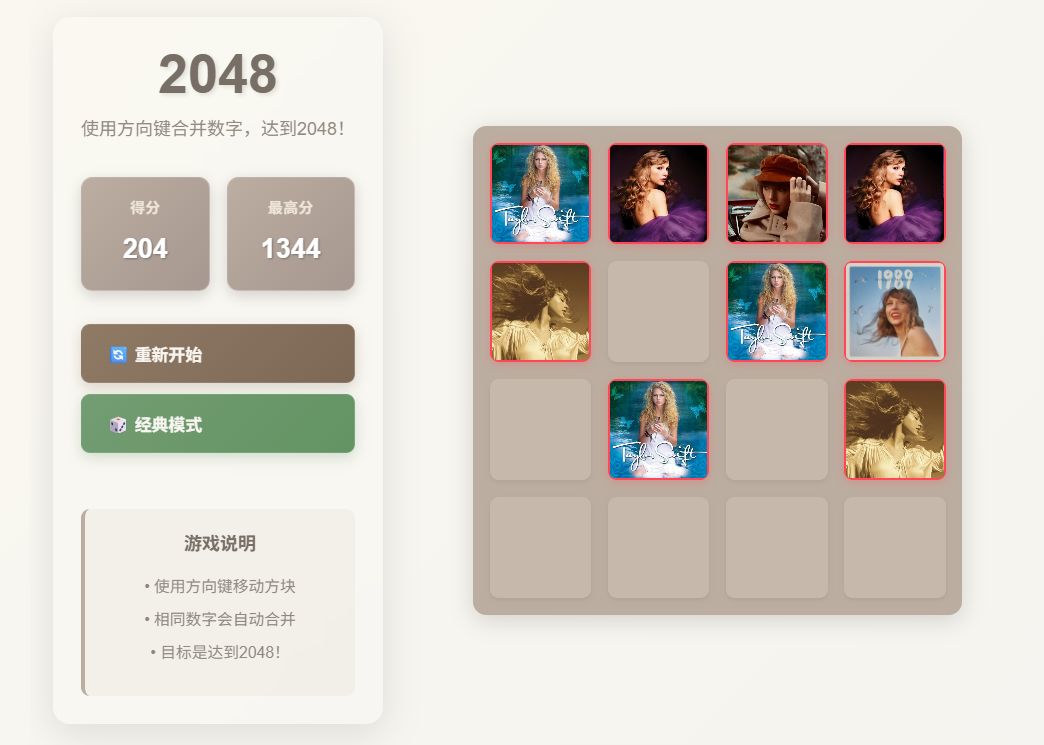 2048
使用方向键合并数字，达到2048！
得分
204
最高分
1344
重新开始
经典模式
游戏说明
• 使用方向键移动方块
• 相同数字会自动合并
• 目标是达到2048！
Taylor Swift
1989
Taylor Swift
Taylor Swift